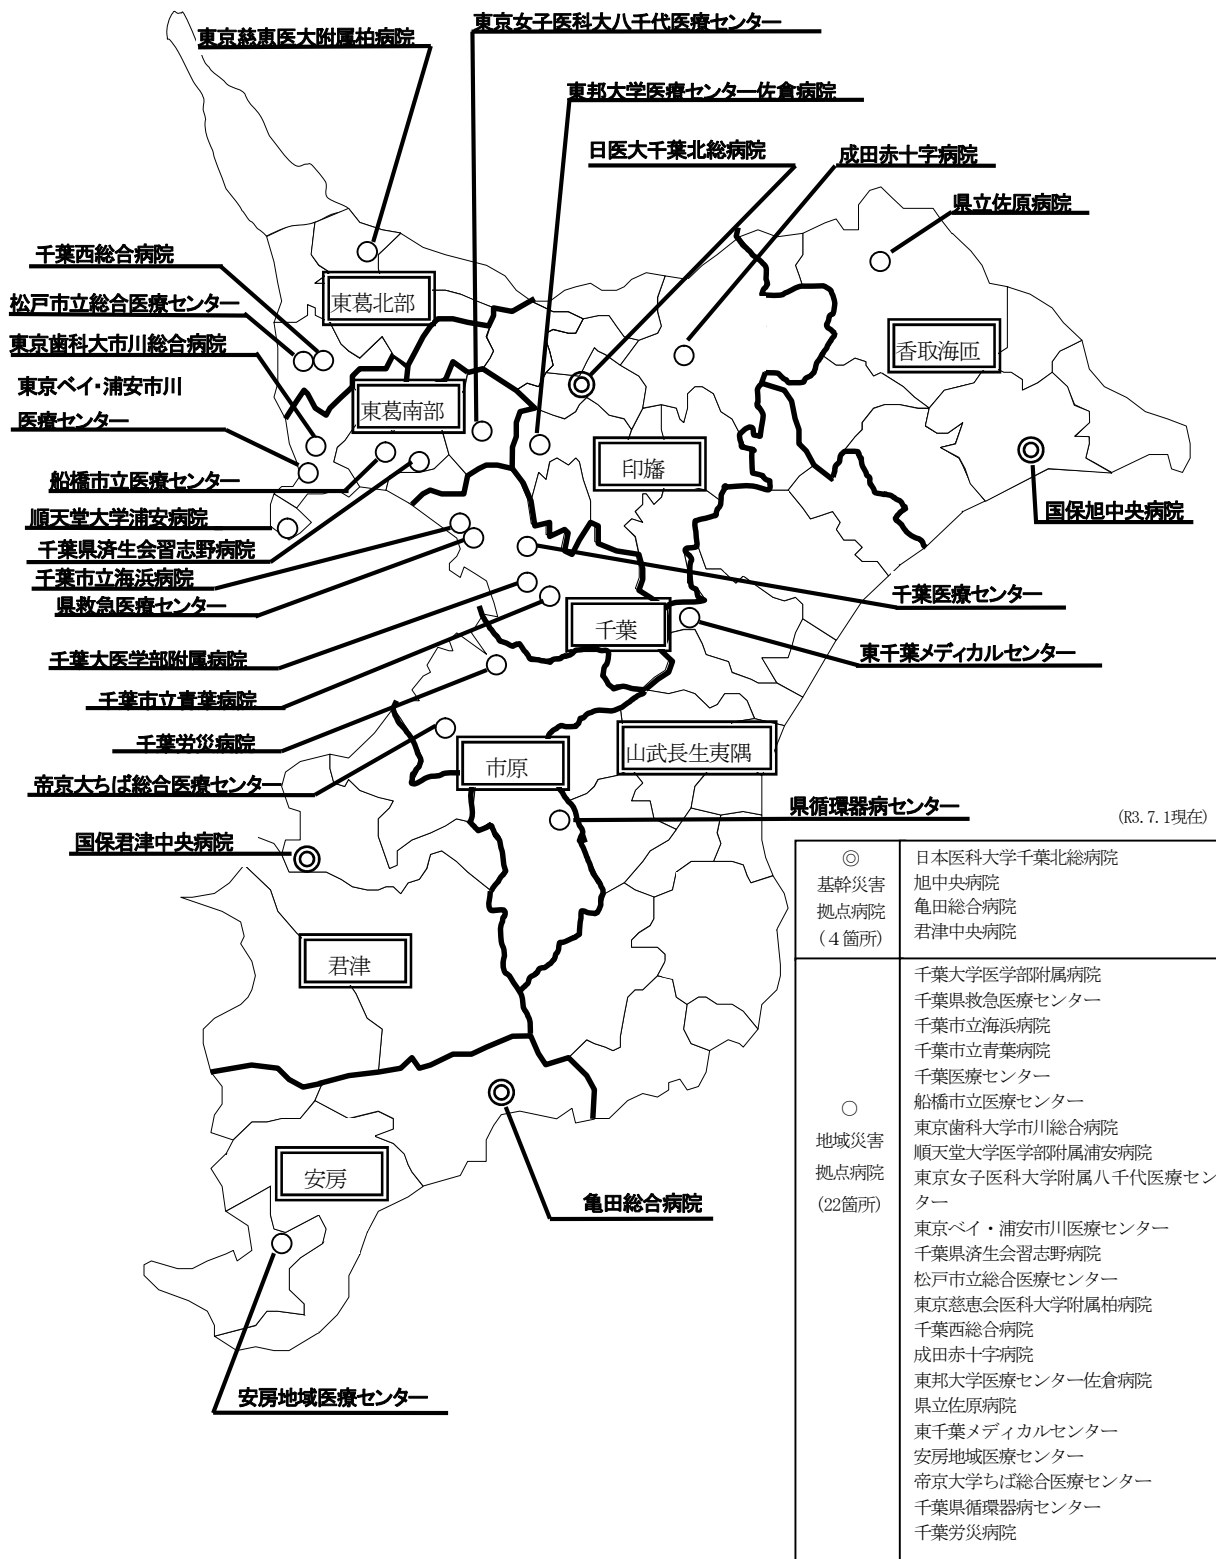 東京女子医科大八千代医療センター
東京慈恵医大附属柏病院
東邦大学医療センター佐倉病院
日医大千葉北総病院
成田赤十字病院
県立佐原病院
千葉西総合病院
東葛北部
松戸市立総合医療センター
東京歯科大市川総合病院
香取海匝
東京ベイ・浦安市川
医療センター
東葛南部
印旛
船橋市立医療センター
順天堂大学浦安病院
国保旭中央病院
千葉県済生会習志野病院
千葉市立海浜病院
県救急医療センター
千葉医療センター
千葉
千葉大医学部附属病院
東千葉メディカルセンター
千葉市立青葉病院
千葉労災病院
山武長生夷隅
市原
帝京大ちば総合医療センター
県循環器病センター
国保君津中央病院
君津
安房
亀田総合病院
安房地域医療センター
(R3.7.1現在)
◎
基幹災害
拠点病院
(4箇所)
日本医科大学千葉北総病院
旭中央病院
亀田総合病院
君津中央病院
○
地域災害
拠点病院
(22箇所)
千葉大学医学部附属病院
千葉県救急医療センター
千葉市立海浜病院
千葉市立青葉病院
千葉医療センター
船橋市立医療センター
東京歯科大学市川総合病院
順天堂大学医学部附属浦安病院
東京女子医科大学附属八千代医療セン
ター
東京ベイ・浦安市川医療センター
千葉県済生会習志野病院
松戸市立総合医療センター
東京慈恵会医科大学附属柏病院
千葉西総合病院
成田赤十字病院
東邦大学医療センター佐倉病院
県立佐原病院
東千葉メディカルセンター
安房地域医療センター
帝京大学ちば総合医療センター
千葉県循環器病センター
千葉労災病院